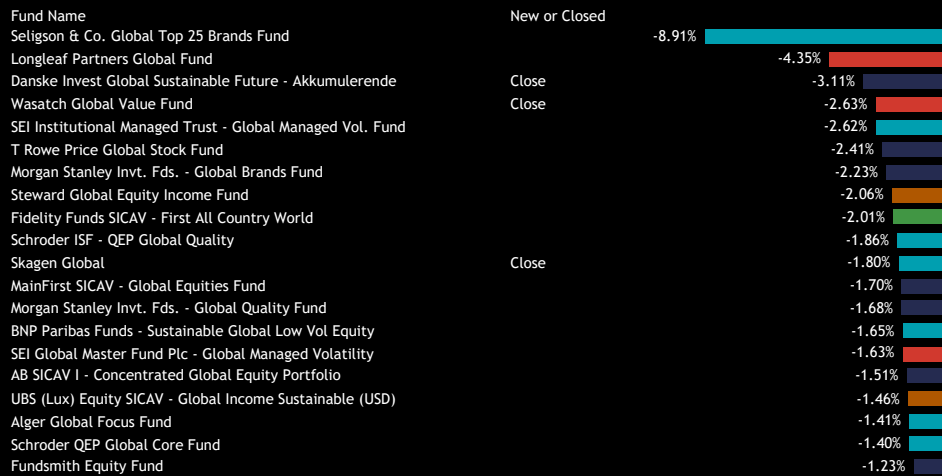 Fund Name New or Closed
Seligson & Co. Global Top 25 Brands Fund -8.91%
Longleaf Partners Global Fund -4.35%
Danske Invest Global Sustainable Future - Akkumulerende Close -3.11%
Wasatch Global Value Fund Close -2.63%
SEI Institutional Managed Trust - Global Managed Vol. Fund -2.62%
T Rowe Price Global Stock Fund -2.41%
Morgan Stanley Invt. Fds. - Global Brands Fund -2.23%
Steward Global Equity Income Fund -2.06%
Fidelity Funds SICAV - First All Country World -2.01%
Schroder ISF - QEP Global Quality -1.86%
Skagen Global Close -1.80%
MainFirst SICAV - Global Equities Fund -1.70%
Morgan Stanley Invt. Fds. - Global Quality Fund -1.68%
BNP Paribas Funds - Sustainable Global Low Vol Equity -1.65%
SEI Global Master Fund Plc - Global Managed Volatility -1.63%
AB SICAV I - Concentrated Global Equity Portfolio -1.51%
UBS (Lux) Equity SICAV - Global Income Sustainable (USD) -1.46%
Alger Global Focus Fund -1.41%
Schroder QEP Global Core Fund -1.40%
Fundsmith Equity Fund -1.23%